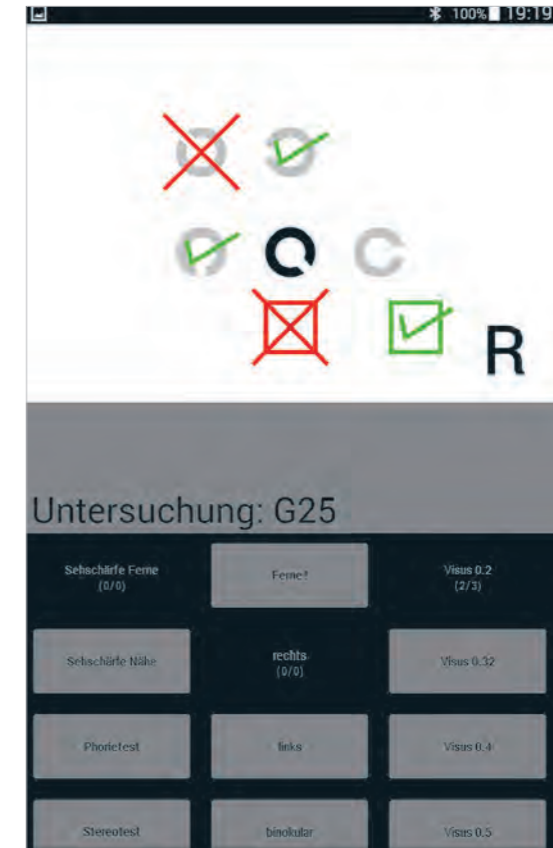 100% 19:19
R
Untersuchung: G25
Sehschärfe Ferne
(0/0)
Ferne!
Visus 0.2
(2/3)
Sehschärfe Nähe
rechts
(0/0)
Visus 0.32
Phorietest
links
Visus 0.4
Stereotest
binokular
Visus 0.5